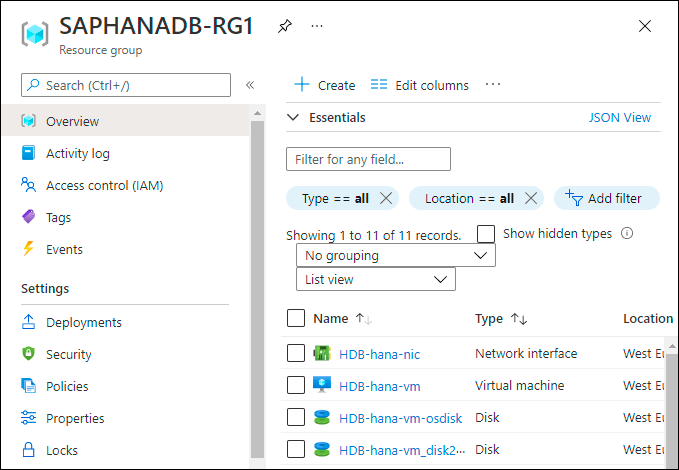 SAPHANADB-RG1
Resource group
Search (Ctrl+/)
Overview
Activity log
Access control (IAM)
Tags
Events
Settings
Deployments
Security
Policies
Properties
Locks
Create Edit columns
Essentials JSON View
Filter for any field...
Type == all Location == all Add filter
Showing 1 to 11 of 11 records. Show hidden types
No grouping
List view
Name Type Location
HDB-hana-nic Network interface West Eu
HDB-hana-vm Virtual machine West Eu
HDB-hana-vm-osdisk Disk West Eu
HDB-hana-vm_disk2... Disk West Eu